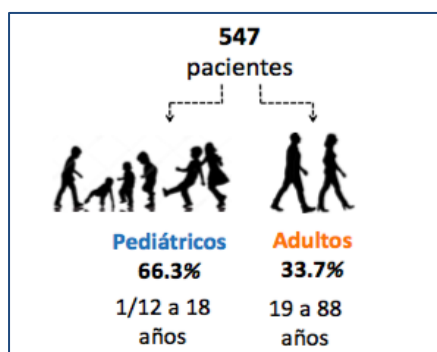 547
pacientes
Pediátricos
66.3%
1/12 a 18
años
Adultos
33.7%
19 a 88
años